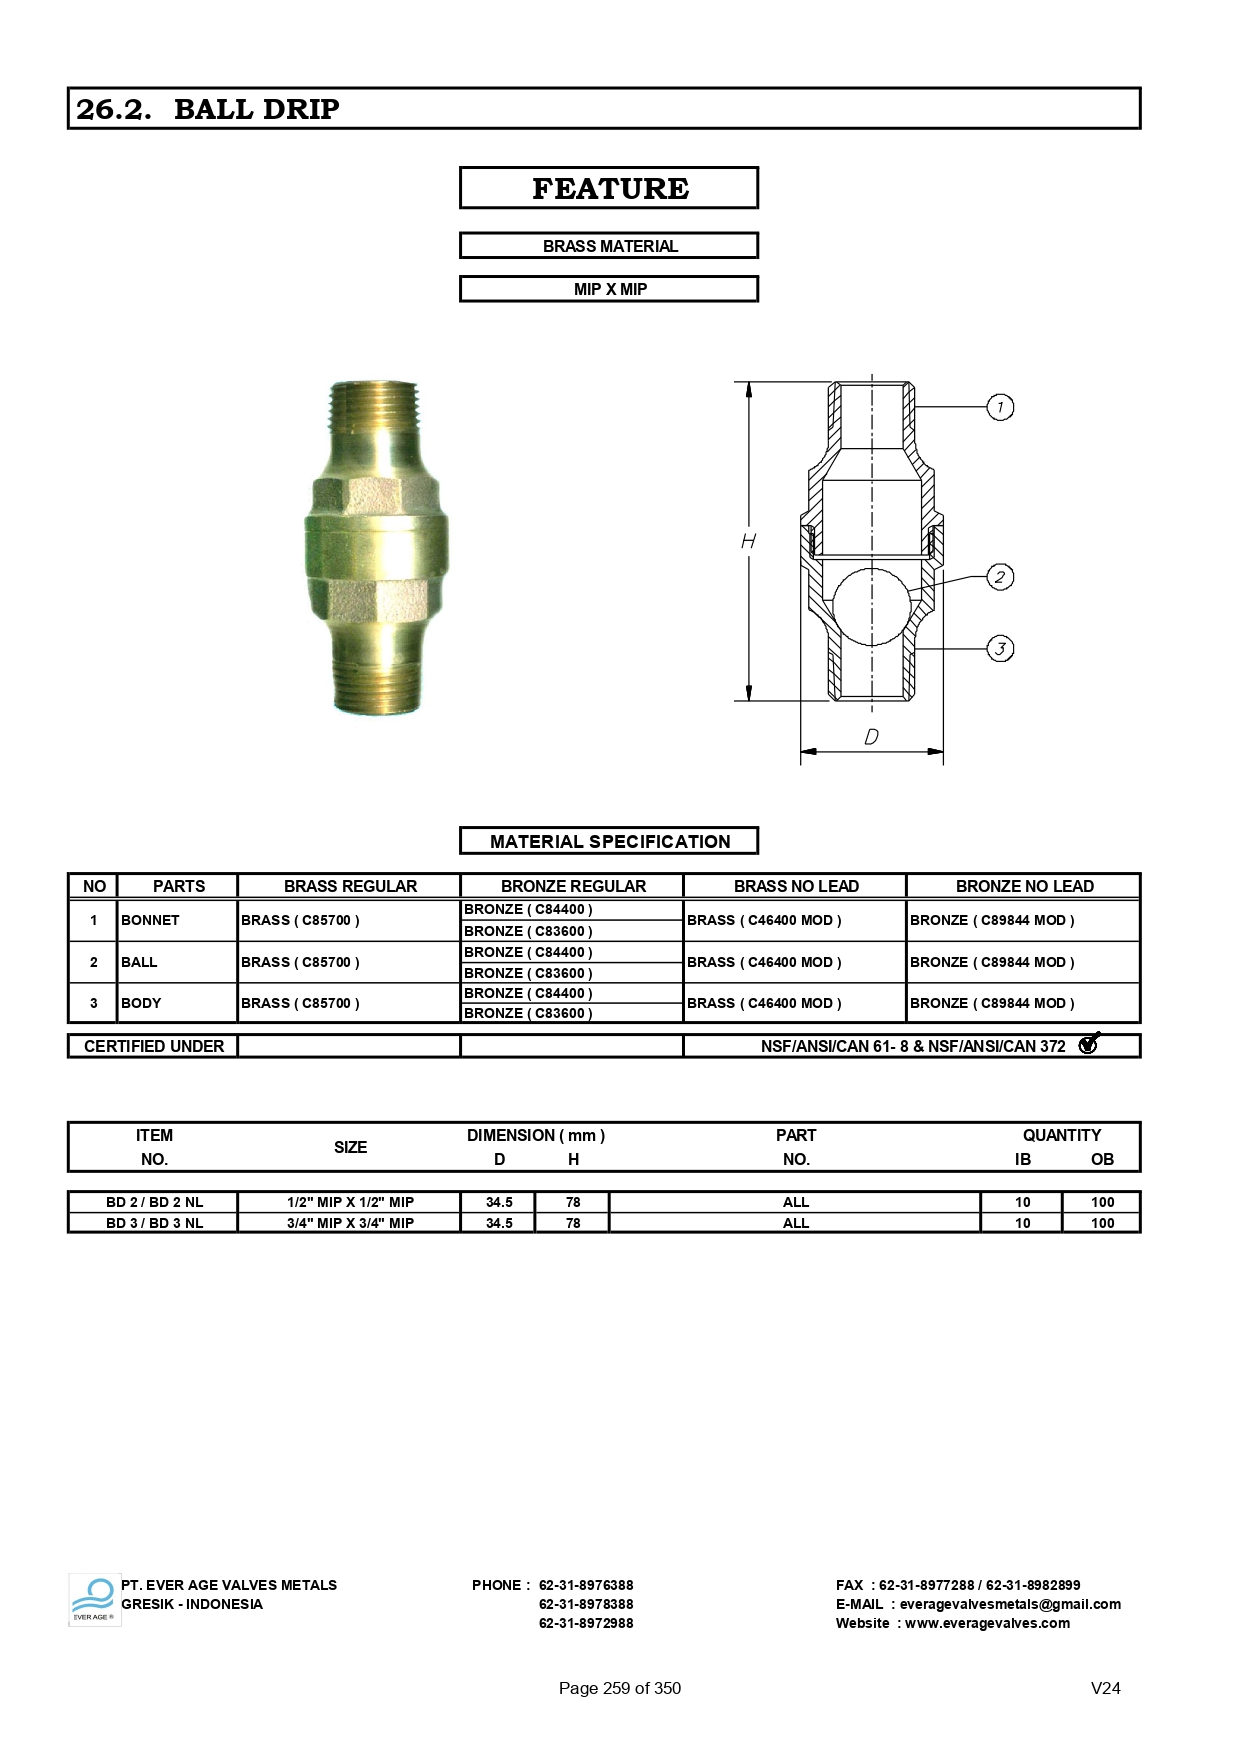 26.2. BALL DRIP
FEATURE
BRASS MATERIAL
MIP X MIP
H
1
2
3
D
MATERIAL SPECIFICATION
NO PARTS BRASS REGULAR BRONZE REGULAR BRASS NO LEAD BRONZE NO LEAD
1 BONNET BRASS ( C85700 ) BRONZE ( C84400 ) BRASS ( C46400 MOD ) BRONZE ( C89844 MOD )
BRONZE ( C83600 )
2 BALL BRASS ( C85700 ) BRONZE ( C84400 ) BRASS ( C46400 MOD ) BRONZE ( C89844 MOD )
BRONZE ( C83600 )
3 BODY BRASS ( C85700 ) BRONZE ( C84400 ) BRASS ( C46400 MOD ) BRONZE ( C89844 MOD )
BRONZE ( C83600 )
CERTIFIED UNDER NSF/ANSI/CAN 61- 8 & NSF/ANSI/CAN 372
ITEM SIZE DIMENSION ( mm ) PART QUANTITY
NO. D H NO. IB OB
BD 2 / BD 2 NL 1/2" MIP X 1/2" MIP 34.5 78 ALL 10 100
BD 3 / BD 3 NL 3/4" MIP X 3/4" MIP 34.5 78 ALL 10 100
EVER AGE ®
PT. EVER AGE VALVES METALS PHONE : 62-31-8976388 FAX : 62-31-8977288 / 62-31-8982899
GRESIK - INDONESIA 62-31-8978388 E-MAIL : everagevalvesmetals@gmail.com
62-31-8972988 Website : www.everagevalves.com
Page 259 of 350 V24